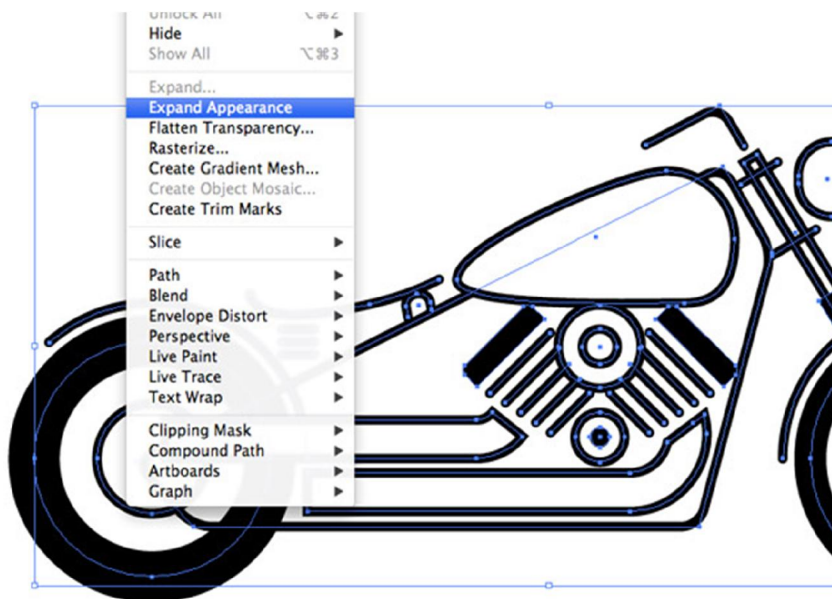 Unlock All ⌥⌘2
Hide ▶
Show All ⌥⌘3
Expand...
Expand Appearance
Flatten Transparency...
Rasterize...
Create Gradient Mesh...
Create Object Mosaic...
Create Trim Marks
Slice ▶
Path ▶
Blend ▶
Envelope Distort ▶
Perspective ▶
Live Paint ▶
Live Trace ▶
Text Wrap ▶
Clipping Mask ▶
Compound Path ▶
Artboards ▶
Graph ▶